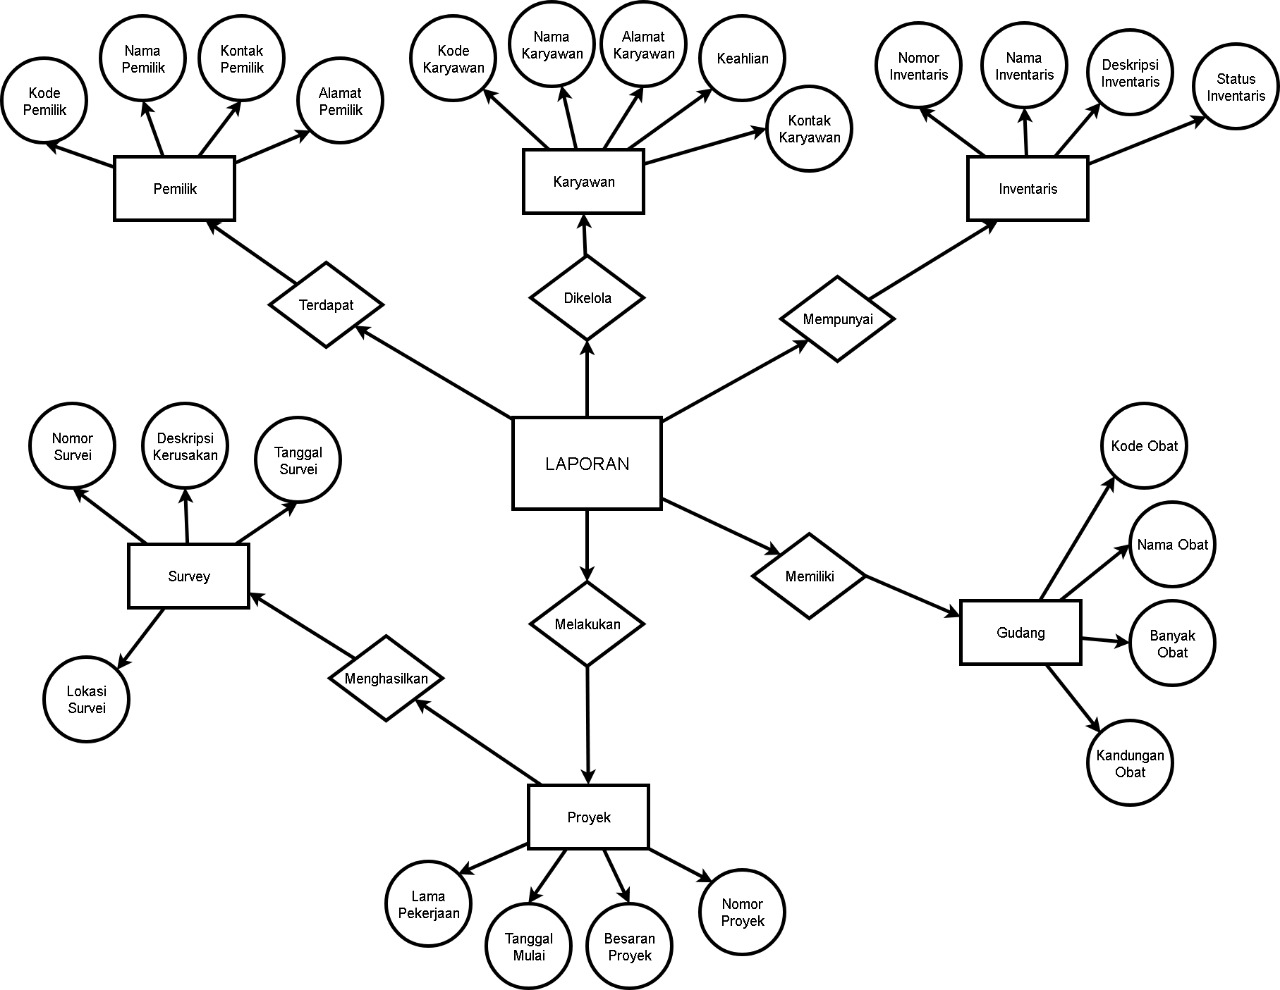 Kode
Pemilik
Nama
Pemilik
Kontak
Pemilik
Alamat
Pemilik
Pemilik
Kode
Karyawan
Nama
Karyawan
Alamat
Karyawan
Keahlian
Kontak
Karyawan
Karyawan
Nomor
Inventaris
Nama
Inventaris
Deskripsi
Inventaris
Status
Inventaris
Inventaris
Terdapat
Dikelola
Mempunyai
LAPORAN
Nomor
Survei
Deskripsi
Kerusakan
Tanggal
Survei
Survey
Lokasi
Survei
Menghasilkan
Melakukan
Memiliki
Kode Obat
Nama Obat
Banyak
Obat
Kandungan
Obat
Gudang
Proyek
Lama
Pekerjaan
Tanggal
Mulai
Besaran
Proyek
Nomor
Proyek